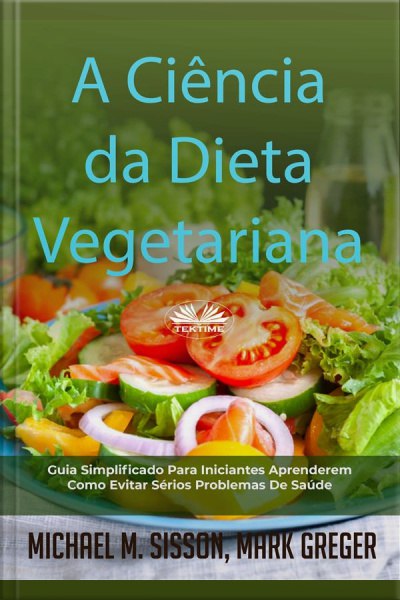 A Ciência
da Dieta
Vegetariana
TEKTIME
Guia Simplificado Para Iniciantes Aprenderem
Como Evitar Sérios Problemas De Saúde
MICHAEL M. SISSON, MARK GREGER